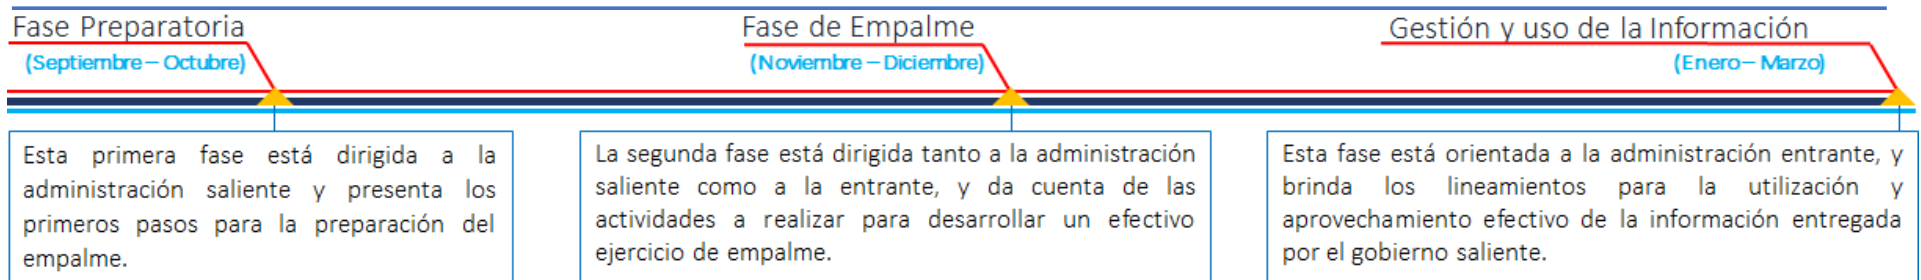 Fase Preparatoria
(Septiembre – Octubre)
Esta primera fase está dirigida a la
administración saliente y presenta los
primeros pasos para la preparación del
empalme.
Fase de Empalme
(Noviembre – Diciembre)
La segunda fase está dirigida tanto a la administración
saliente como a la entrante, y da cuenta de las
actividades a realizar para desarrollar un efectivo
ejercicio de empalme.
Gestión y uso de la Información
(Enero – Marzo)
Esta fase está orientada a la administración entrante, y
brinda los lineamientos para la utilización y
aprovechamiento efectivo de la información entregada
por el gobierno saliente.